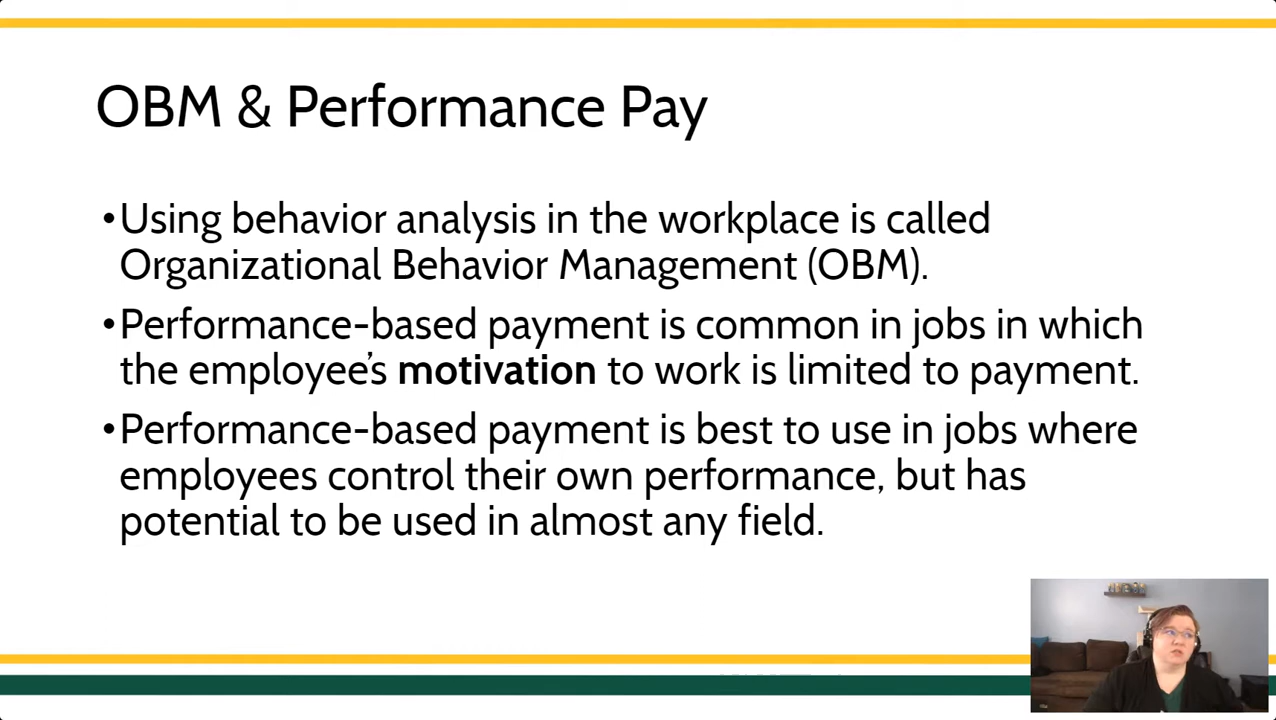 OBM & Performance Pay
•Using behavior analysis in the workplace is called
Organizational Behavior Management (OBM).
•Performance-based payment is common in jobs in which
the employee’s motivation to work is limited to payment.
•Performance-based payment is best to use in jobs where
employees control their own performance, but has
potential to be used in almost any field.